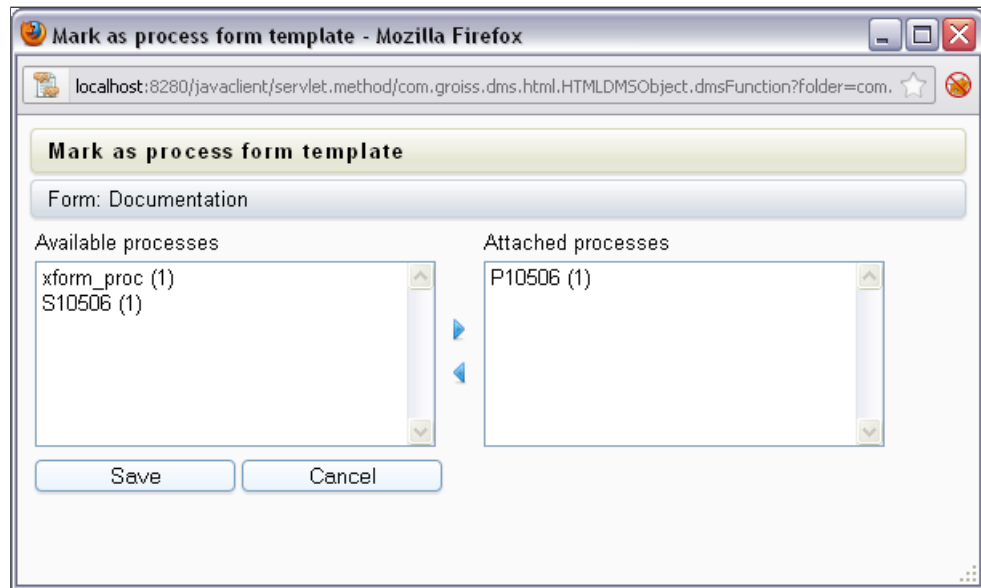 Mark as process form template - Mozilla Firefox
localhost:8280/javaclient/servlet.method/com.groiss.dms.html.HTMLDMSObject.dmsFunction?folder=com.
Mark as process form template
Form: Documentation
Available processes
Attached processes
xform_proc (1)
S10506 (1)
P10506 (1)
Save
Cancel